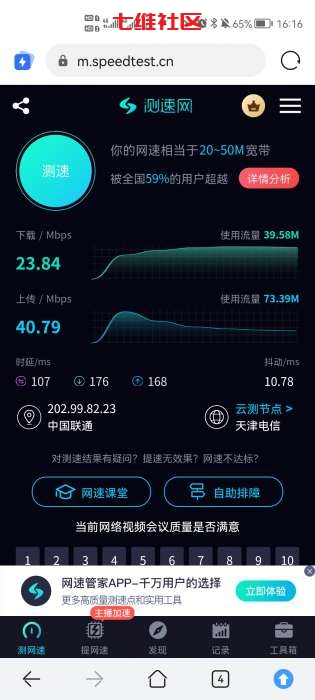 七维社区
65% 16:16
m.speedtest.cn
测速网
测速
你的网速相当于20~50M宽带
被全国59%的用户超越 详情分析
下载 / Mbps 使用流量 39.58M
23.84
上传 / Mbps 使用流量 73.39M
40.79
时延/ms 抖动/ms
107 176 168 10.78
202.99.82.23 云测节点 >
中国联通 天津电信
对测速结果有疑问？提速无效果？网速不达标？
网速课堂 自助排障
当前网络视频会议质量是否满意
1 2 3 4 5 6 7 8 9 10
网速管家APP-千万用户的选择
更多高质量测速点和实用工具
立即体验
主播加速
测网速 提网速 发现 记录 工具箱
4